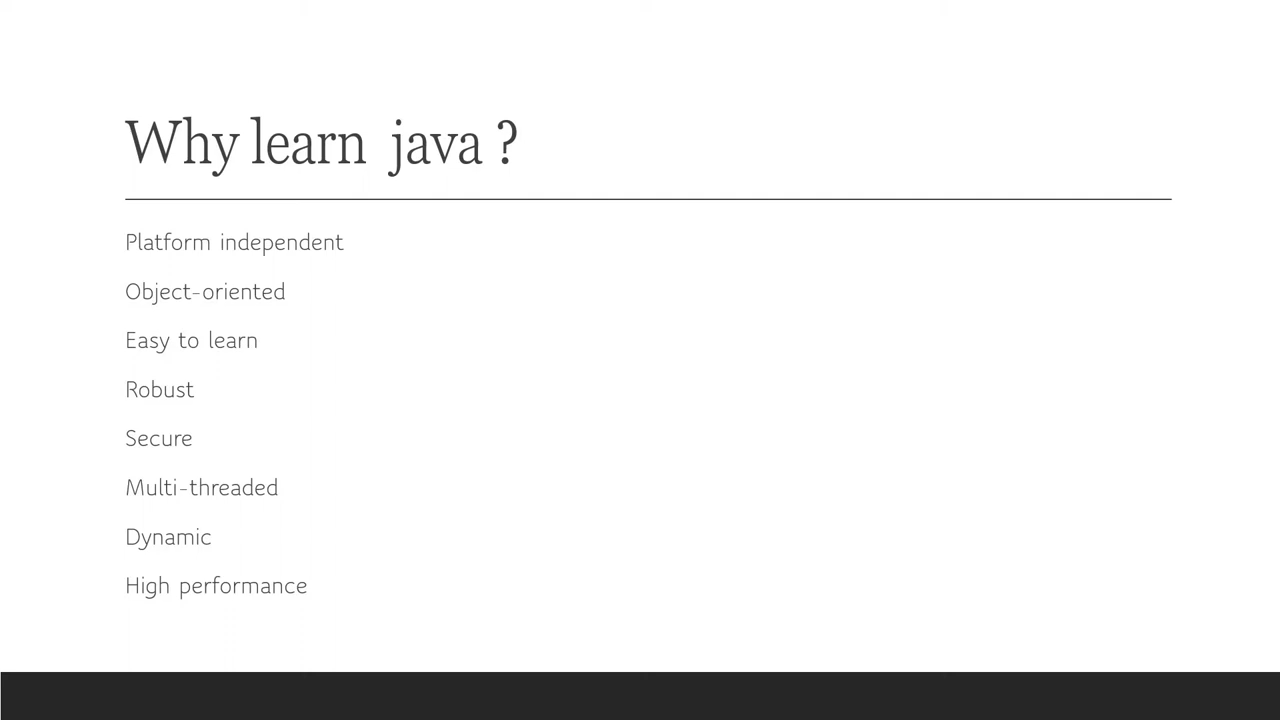 Why learn java ?
Platform independent
Object-oriented
Easy to learn
Robust
Secure
Multi-threaded
Dynamic
High performance